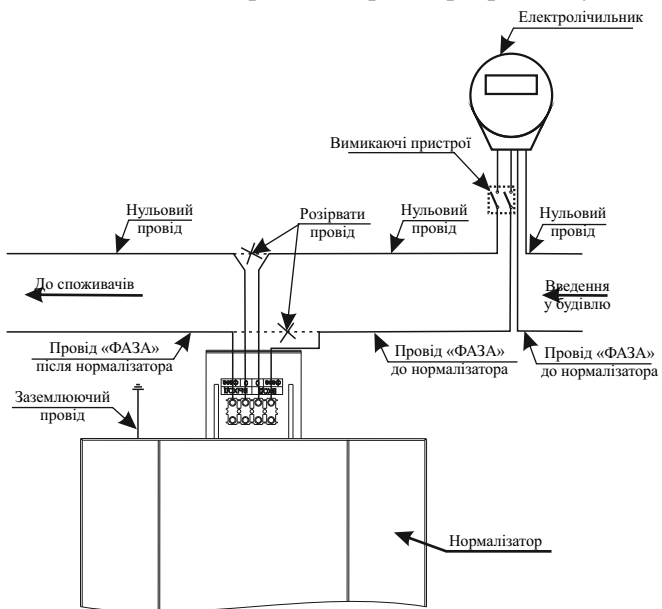 Електролічильник
Вимикаючі пристрої
Нульовий
провід
Розірвати
провід
Нульовий
провід
Нульовий
провід
До споживачів
Введення
у будівлю
Провід «ФАЗА»
після нормалізатора
Провід «ФАЗА»
до нормалізатора
Провід «ФАЗА»
до нормалізатора
Заземлюючий
провід
Нормалізатор